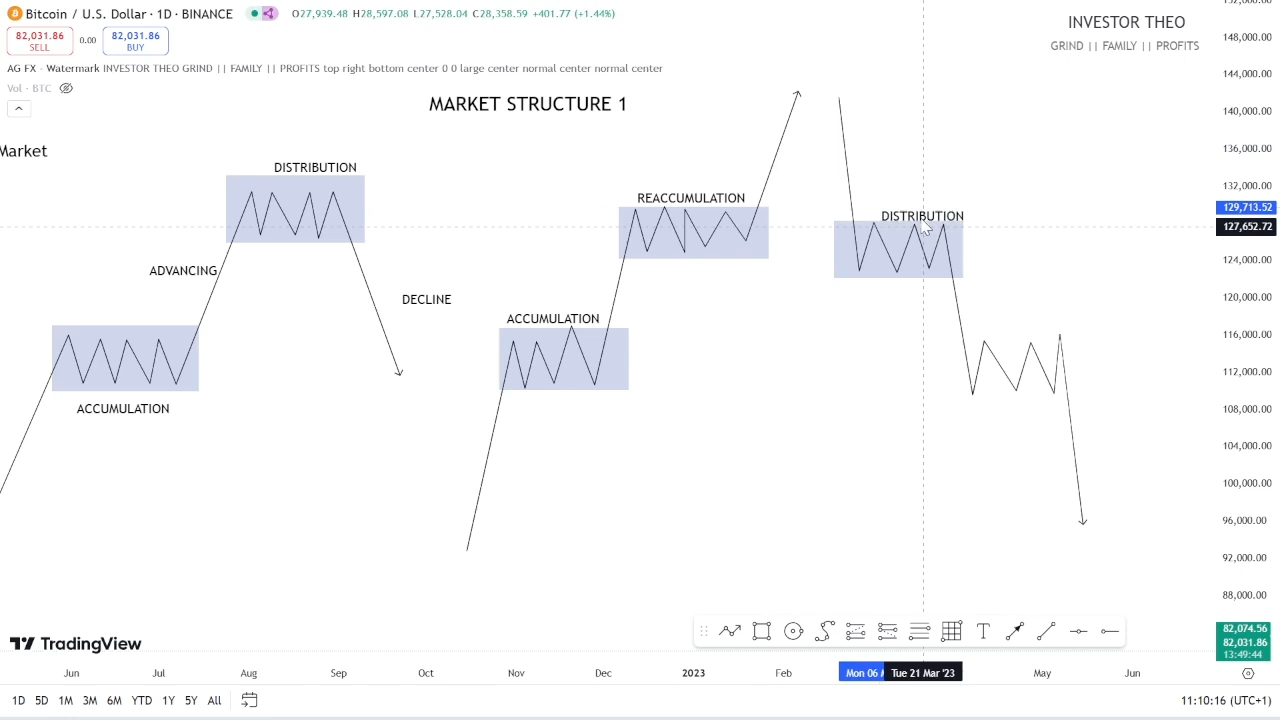 Bitcoin / U.S. Dollar · 1D · BINANCE O27,939.48 H28,597.08 L27,528.04 C28,358.59 +401.77 (+1.44%)
82,031.86 SELL 0.00 82,031.86 BUY
AG FX - Watermark INVESTOR THEO GRIND || FAMILY || PROFITS top right bottom center 0 0 large center normal center normal center
Vol · BTC
INVESTOR THEO
GRIND || FAMILY || PROFITS
MARKET STRUCTURE 1
Market
DISTRIBUTION
ADVANCING
DECLINE
ACCUMULATION
REACCUMULATION
ACCUMULATION
DISTRIBUTION
148,000.00
144,000.00
140,000.00
136,000.00
132,000.00
129,713.52
127,652.72
124,000.00
120,000.00
116,000.00
112,000.00
108,000.00
104,000.00
100,000.00
96,000.00
92,000.00
88,000.00
82,074.56
82,031.86
13:49:44
TradingView
Jun Jul Aug Sep Oct Nov Dec 2023 Feb Mon 06 Tue 21 Mar '23 May Jun
1D 5D 1M 3M 6M YTD 1Y 5Y All 11:10:16 (UTC+1)